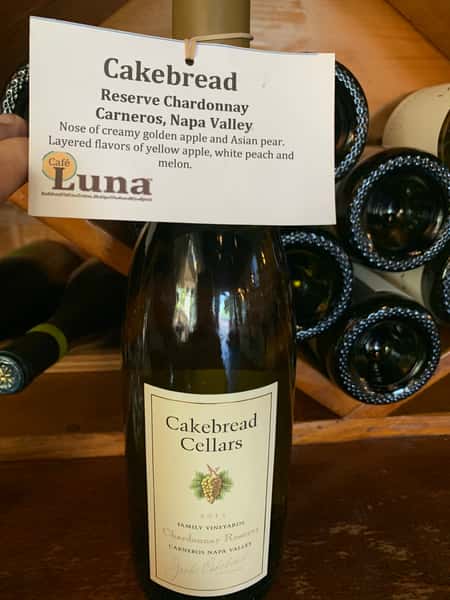 Cakebread
Reserve Chardonnay
Carneros, Napa Valley
Nose of creamy golden apple and Asian pear.
Layered flavors of yellow apple, white peach and
melon.
Café
Luna
Cakebread
Cellars
FAMILY VINEYARDS
Chardonnay Reserve
CARNEROS NAPA VALLEY